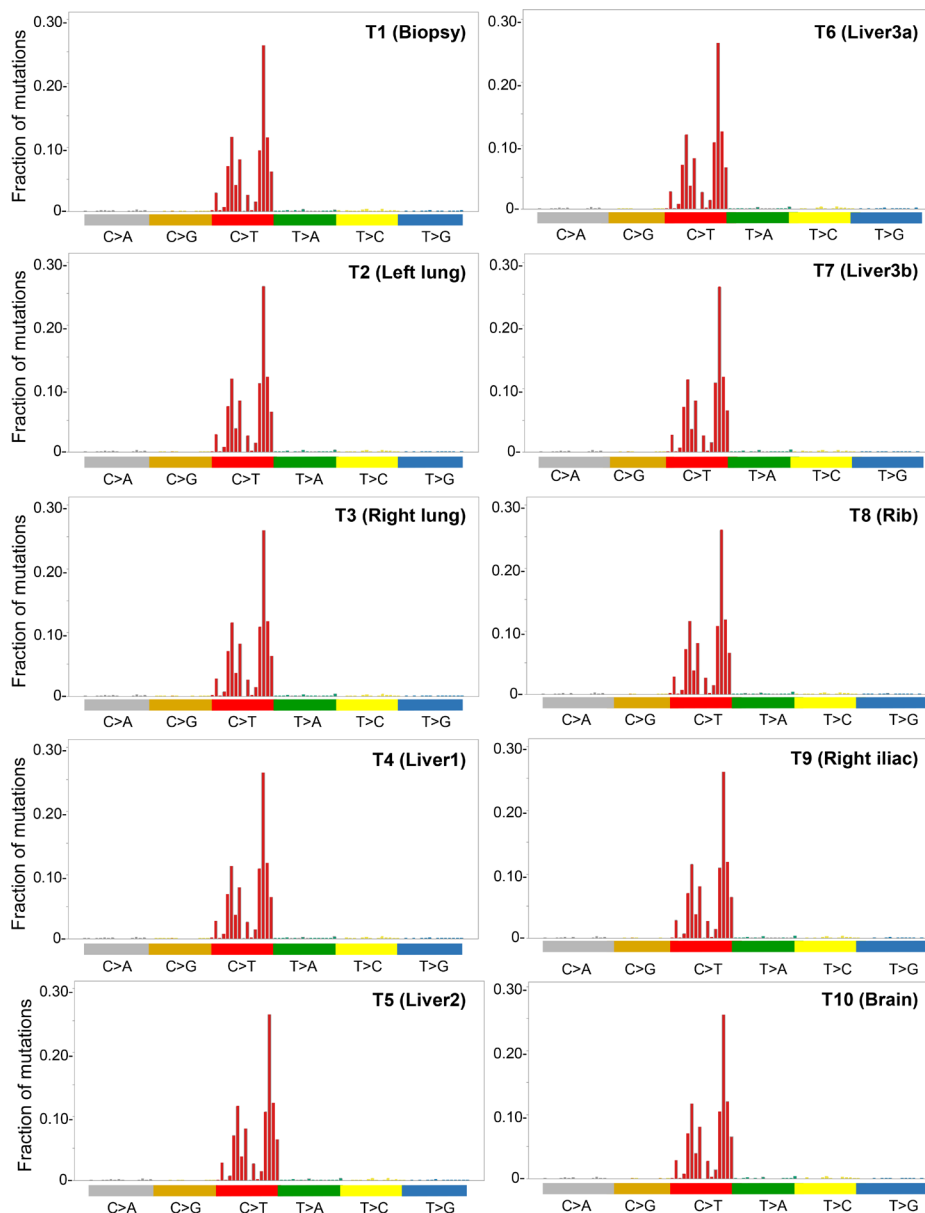 0.30
T1 (Biopsy)
0.20
0.10
0
Fraction of mutations
C>A C>G C>T T>A T>C T>G
0.30
T6 (Liver3a)
0.20
0.10
0
C>A C>G C>T T>A T>C T>G
0.30
T2 (Left lung)
0.20
0.10
0
Fraction of mutations
C>A C>G C>T T>A T>C T>G
0.30
T7 (Liver3b)
0.20
0.10
0
C>A C>G C>T T>A T>C T>G
0.30
T3 (Right lung)
0.20
0.10
0
Fraction of mutations
C>A C>G C>T T>A T>C T>G
0.30
T8 (Rib)
0.20
0.10
0
C>A C>G C>T T>A T>C T>G
0.30
T4 (Liver1)
0.20
0.10
0
Fraction of mutations
C>A C>G C>T T>A T>C T>G
0.30
T9 (Right iliac)
0.20
0.10
0
C>A C>G C>T T>A T>C T>G
0.30
T5 (Liver2)
0.20
0.10
0
Fraction of mutations
C>A C>G C>T T>A T>C T>G
0.30
T10 (Brain)
0.20
0.10
0
C>A C>G C>T T>A T>C T>G